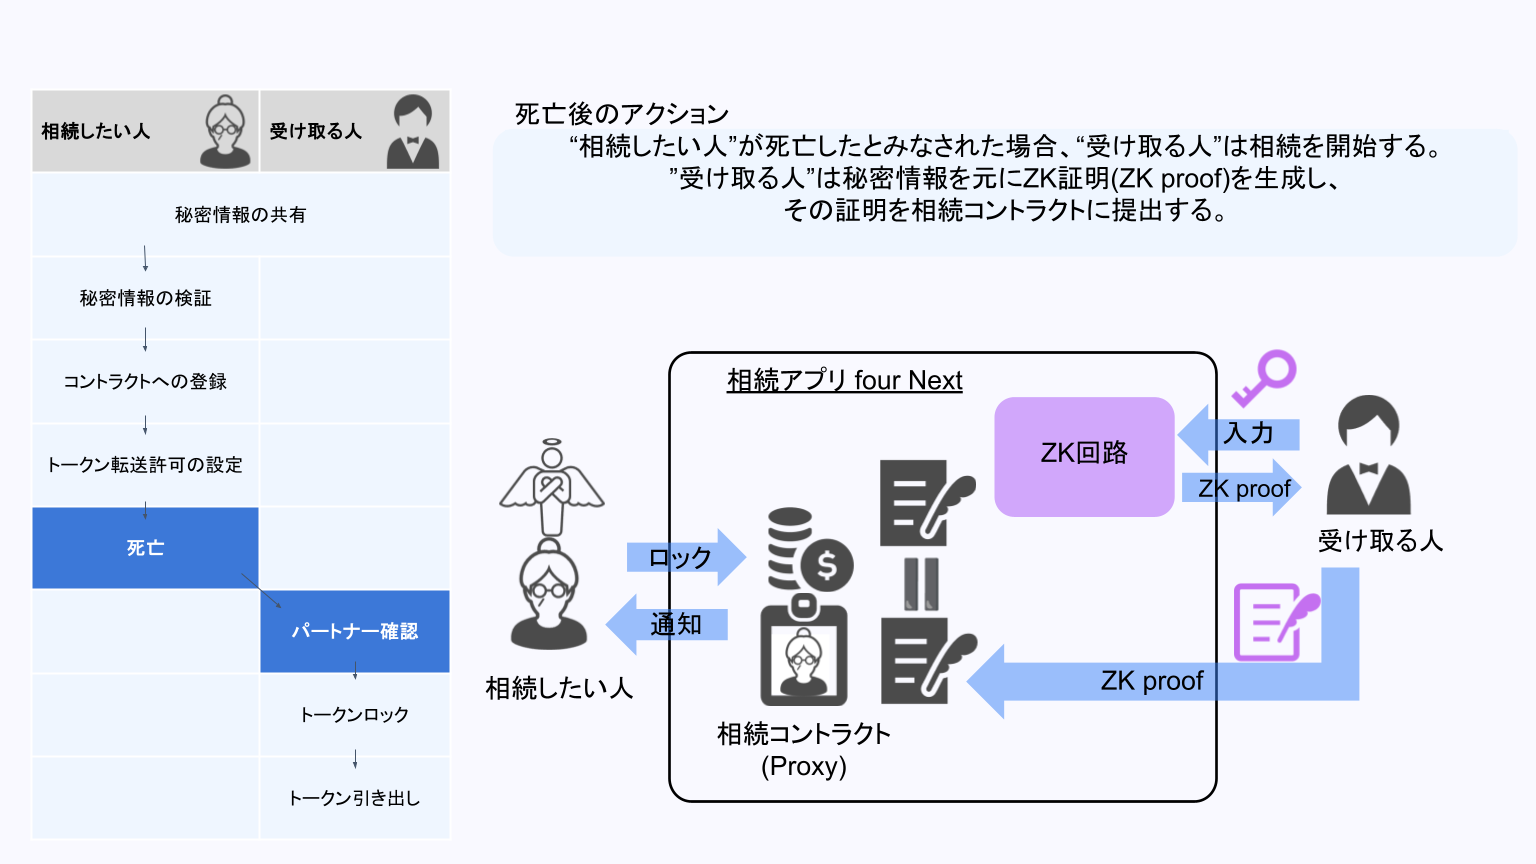 相続したい人
受け取る人
秘密情報の共有
秘密情報の検証
コントラクトへの登録
トークン転送許可の設定
死亡
パートナー確認
トークンロック
トークン引き出し
死亡後のアクション
“相続したい人”が死亡したとみなされた場合、“受け取る人”は相続を開始する。
”受け取る人”は秘密情報を元にZK証明(ZK proof)を生成し、
その証明を相続コントラクトに提出する。
相続アプリ four Next
ZK回路
入力
ZK proof
受け取る人
ロック
通知
$
相続したい人
ZK proof
相続コントラクト
(Proxy)